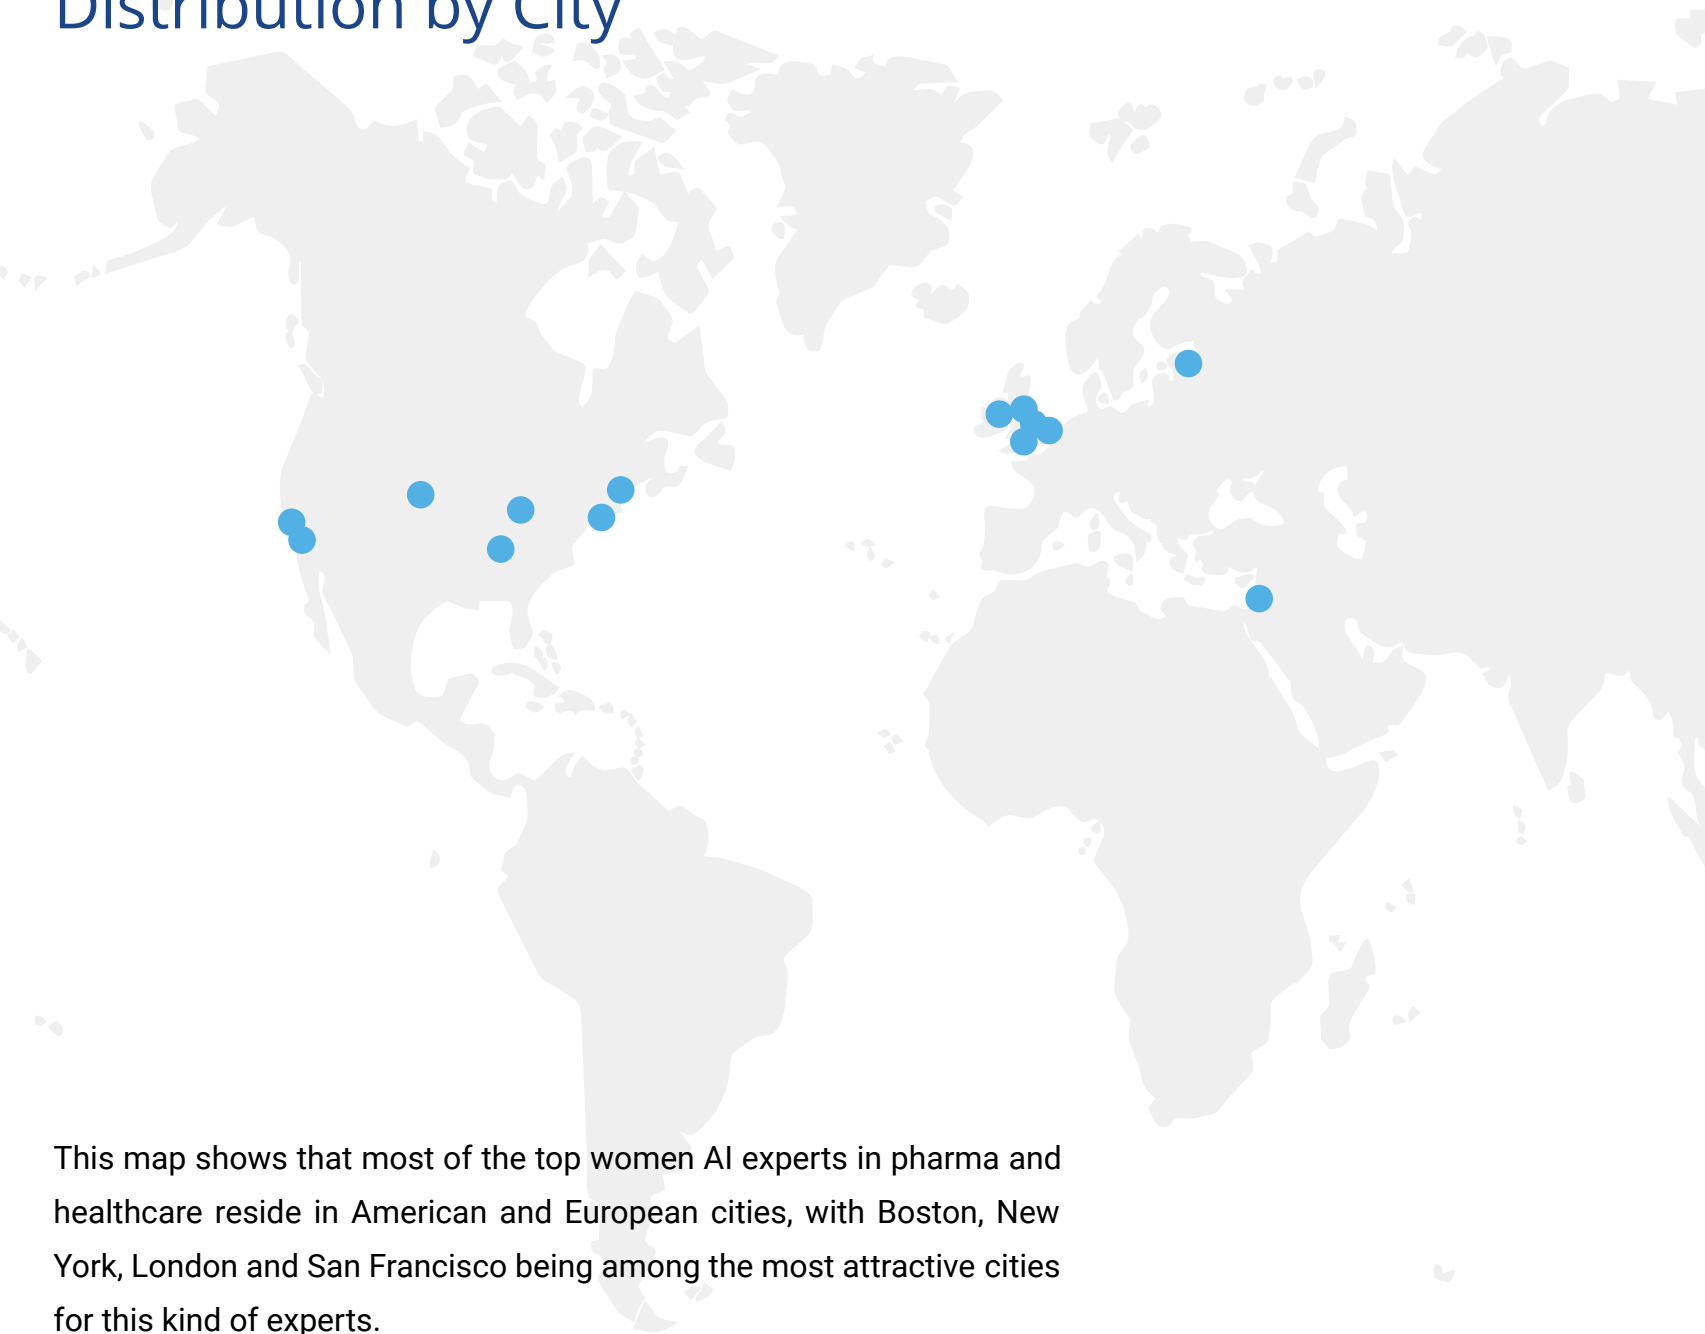 Distribution by City
This map shows that most of the top women AI experts in pharma and
healthcare reside in American and European cities, with Boston, New
York, London and San Francisco being among the most attractive cities
for this kind of experts.